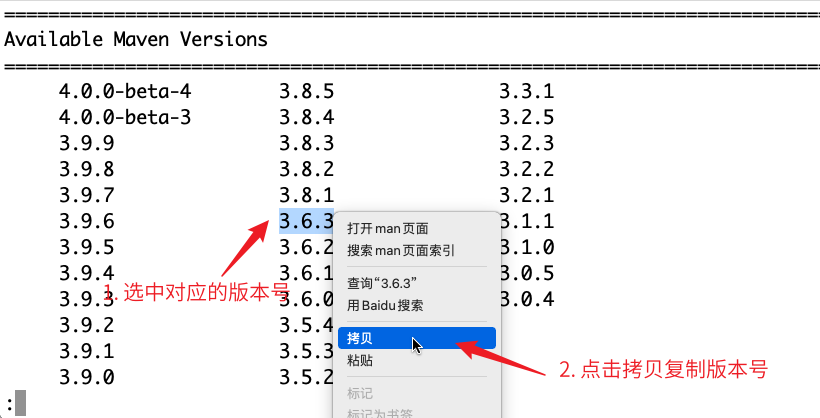 ================================================================================
Available Maven Versions
================================================================================
4.0.0-beta-4 3.8.5 3.3.1
4.0.0-beta-3 3.8.4 3.2.5
3.9.9 3.8.3 3.2.3
3.9.8 3.8.2 3.2.2
3.9.7 3.8.1 3.2.1
3.9.6 3.6.3 3.1.1
3.9.5 3.6.2 3.1.0
3.9.4 3.6.1 3.0.5
3.9.3 3.6.0 3.0.4
3.9.2 3.5.4
3.9.1 3.5.3
3.9.0 3.5.2
:
1. 选中对应的版本号
打开 man 页面
搜索 man 页面索引
查询“3.6.3”
用 Baidu 搜索
拷贝
粘贴
标记
标记为书签
2. 点击拷贝复制版本号